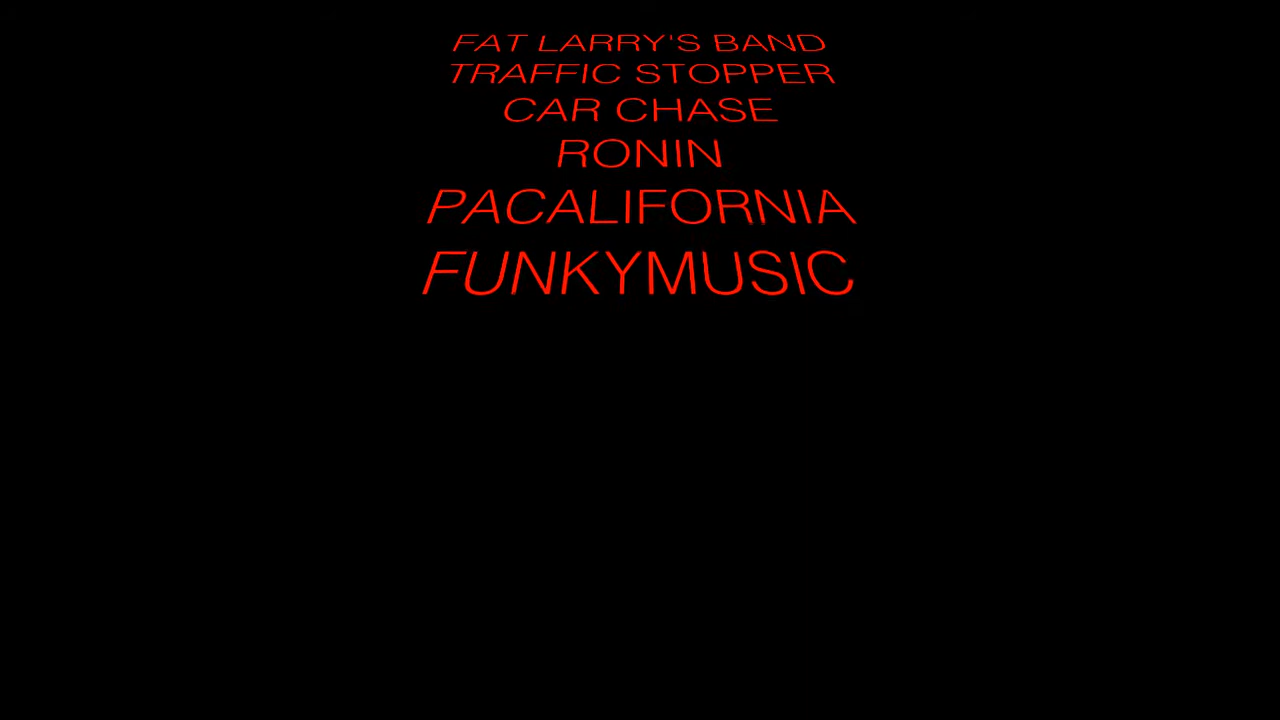 FAT LARRY'S BAND
TRAFFIC STOPPER
CAR CHASE
RONIN
PACALIFORNIA
FUNKYMUSIC